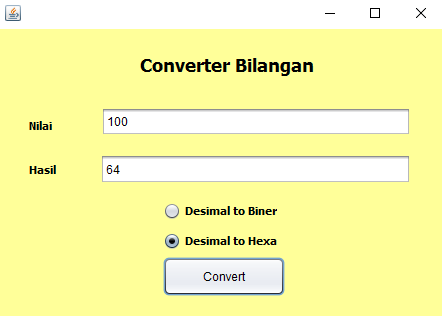 Converter Bilangan
Nilai 100
Hasil 64
Desimal to Biner
Desimal to Hexa
Convert